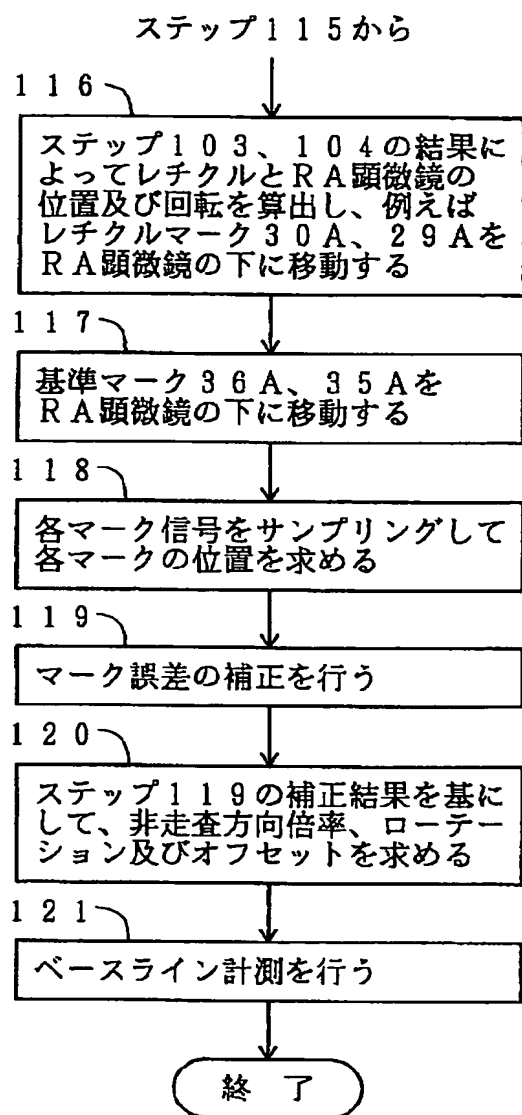 ステップ115から
116
ステップ103、104の結果に
よってレチクルとRA顕微鏡の
位置及び回転を算出し、例えば
レチクルマーク30A、29Aを
RA顕微鏡の下に移動する
117
基準マーク36A、35Aを
RA顕微鏡の下に移動する
118
各マーク信号をサンプリングして
各マークの位置を求める
119
マーク誤差の補正を行う
120
ステップ119の補正結果を基に
して、非走査方向倍率、ローテー
ション及びオフセットを求める
121
ベースライン計測を行う
終 了